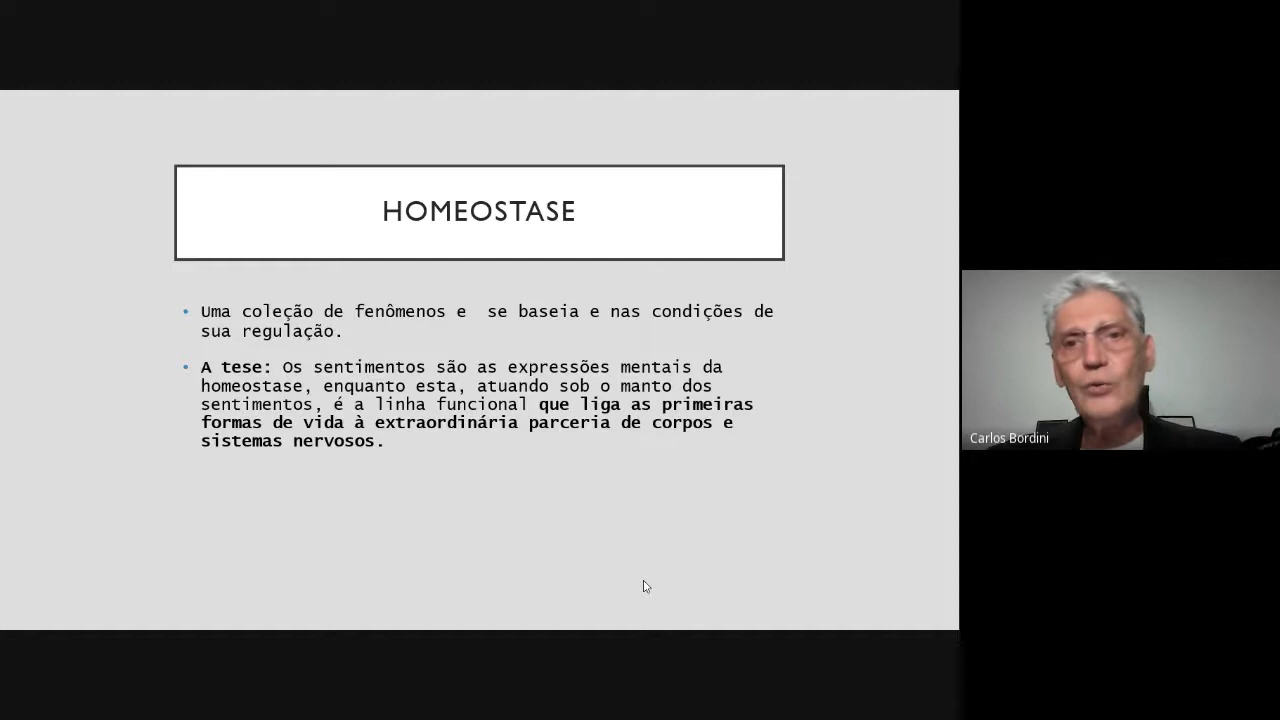 HOMEOSTASE
• Uma coleção de fenômenos e  se baseia e nas condições de
sua regulação.
• A tese: Os sentimentos são as expressões mentais da
homeostase, enquanto esta, atuando sob o manto dos
sentimentos, é a linha funcional que liga as primeiras
formas de vida à extraordinária parceria de corpos e
sistemas nervosos.
Carlos Bordini